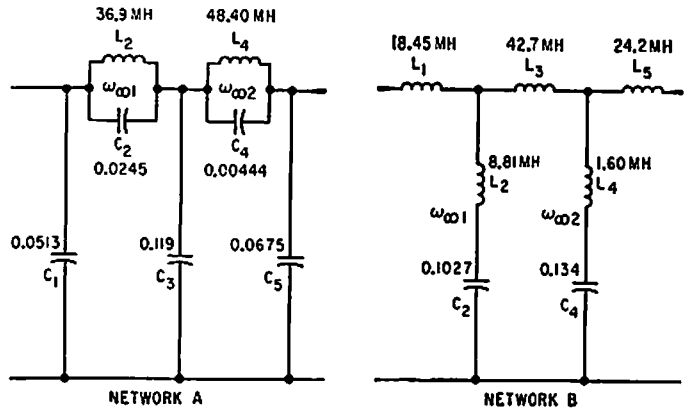 36.9 MH
L2
ω∞1
C2
0.0245
48.40 MH
L4
ω∞2
C4
0.00444
0.0513
C1
0.119
C3
0.0675
C5
NETWORK A
18.45 MH
L1
42.7 MH
L3
24.2 MH
L5
8.81 MH
L2
ω∞1
0.1027
C2
1.60 MH
L4
ω∞2
0.134
C4
NETWORK B